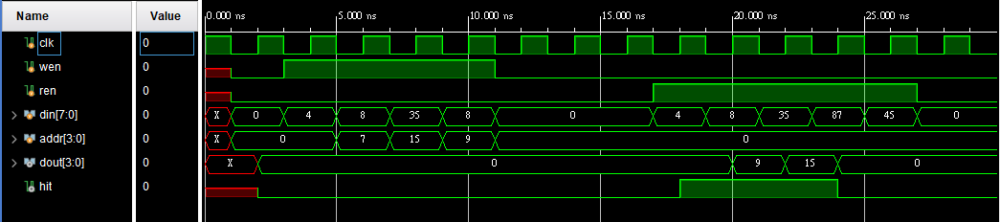 Name Value 0.000 ns 5.000 ns 10.000 ns 15.000 ns 20.000 ns 25.000 ns
clk 0
wen 0
ren 0
din[7:0] 0 X 0 4 8 35 8 0 4 8 35 87 45 0
addr[3:0] 0 X 0 7 15 9 0
dout[3:0] 0 X 0 9 15 0
hit 0